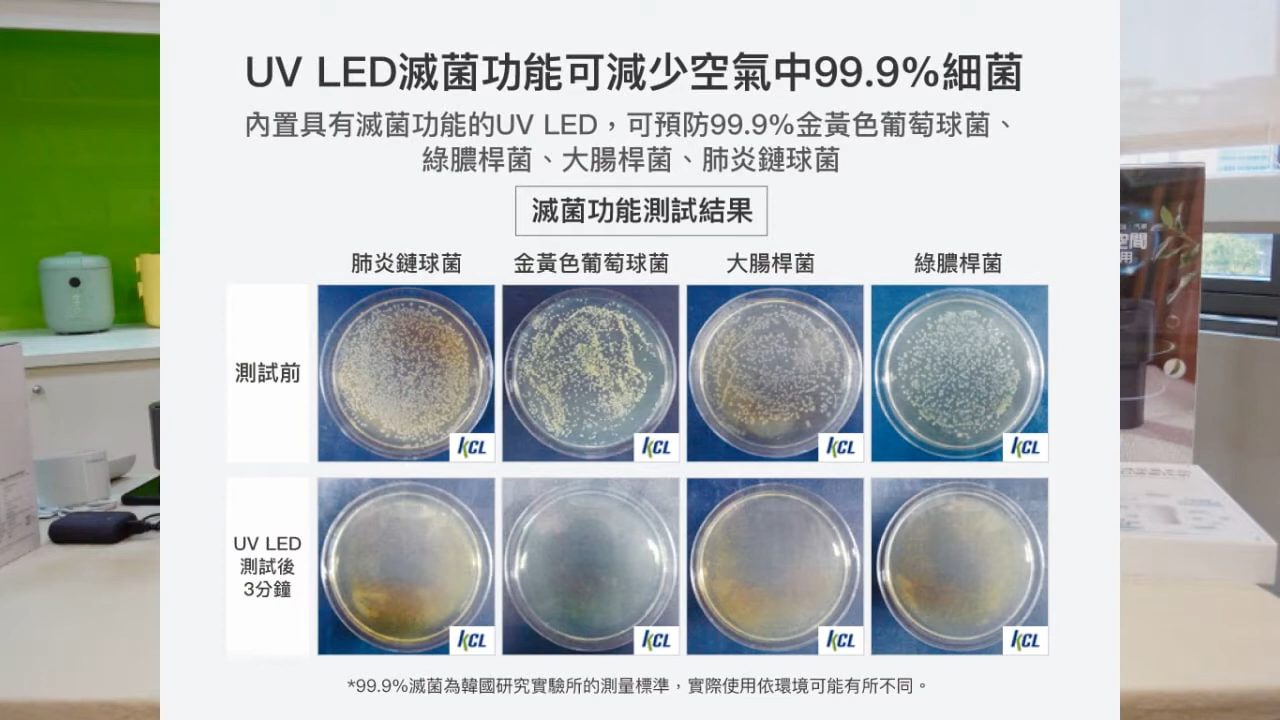 UV LED滅菌功能可減少空氣中99.9%細菌
內置具有滅菌功能的UV LED，可預防99.9%金黃色葡萄球菌、
綠膿桿菌、大腸桿菌、肺炎鏈球菌
滅菌功能測試結果
肺炎鏈球菌 金黃色葡萄球菌 大腸桿菌 綠膿桿菌
測試前
KCL KCL KCL KCL
UV LED
測試後
3分鐘
KCL KCL KCL KCL
*99.9%滅菌為韓國研究實驗所的測量標準，實際使用依環境可能有所不同。
空間
用